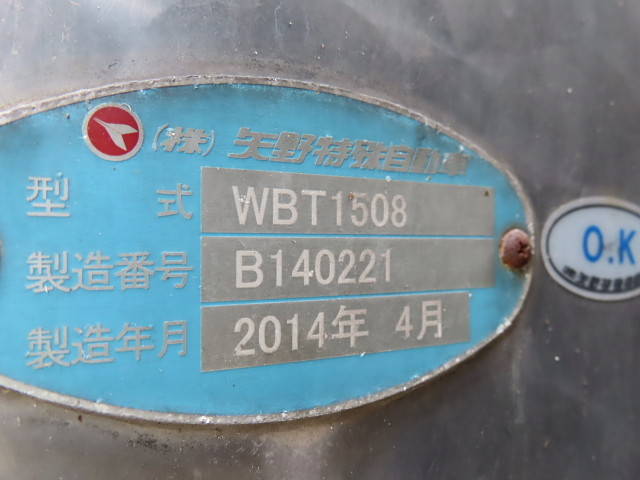 (株) 矢野特殊自動車
型式 WBT1508
製造番号 B140221
製造年月 2014年 4月
O.K